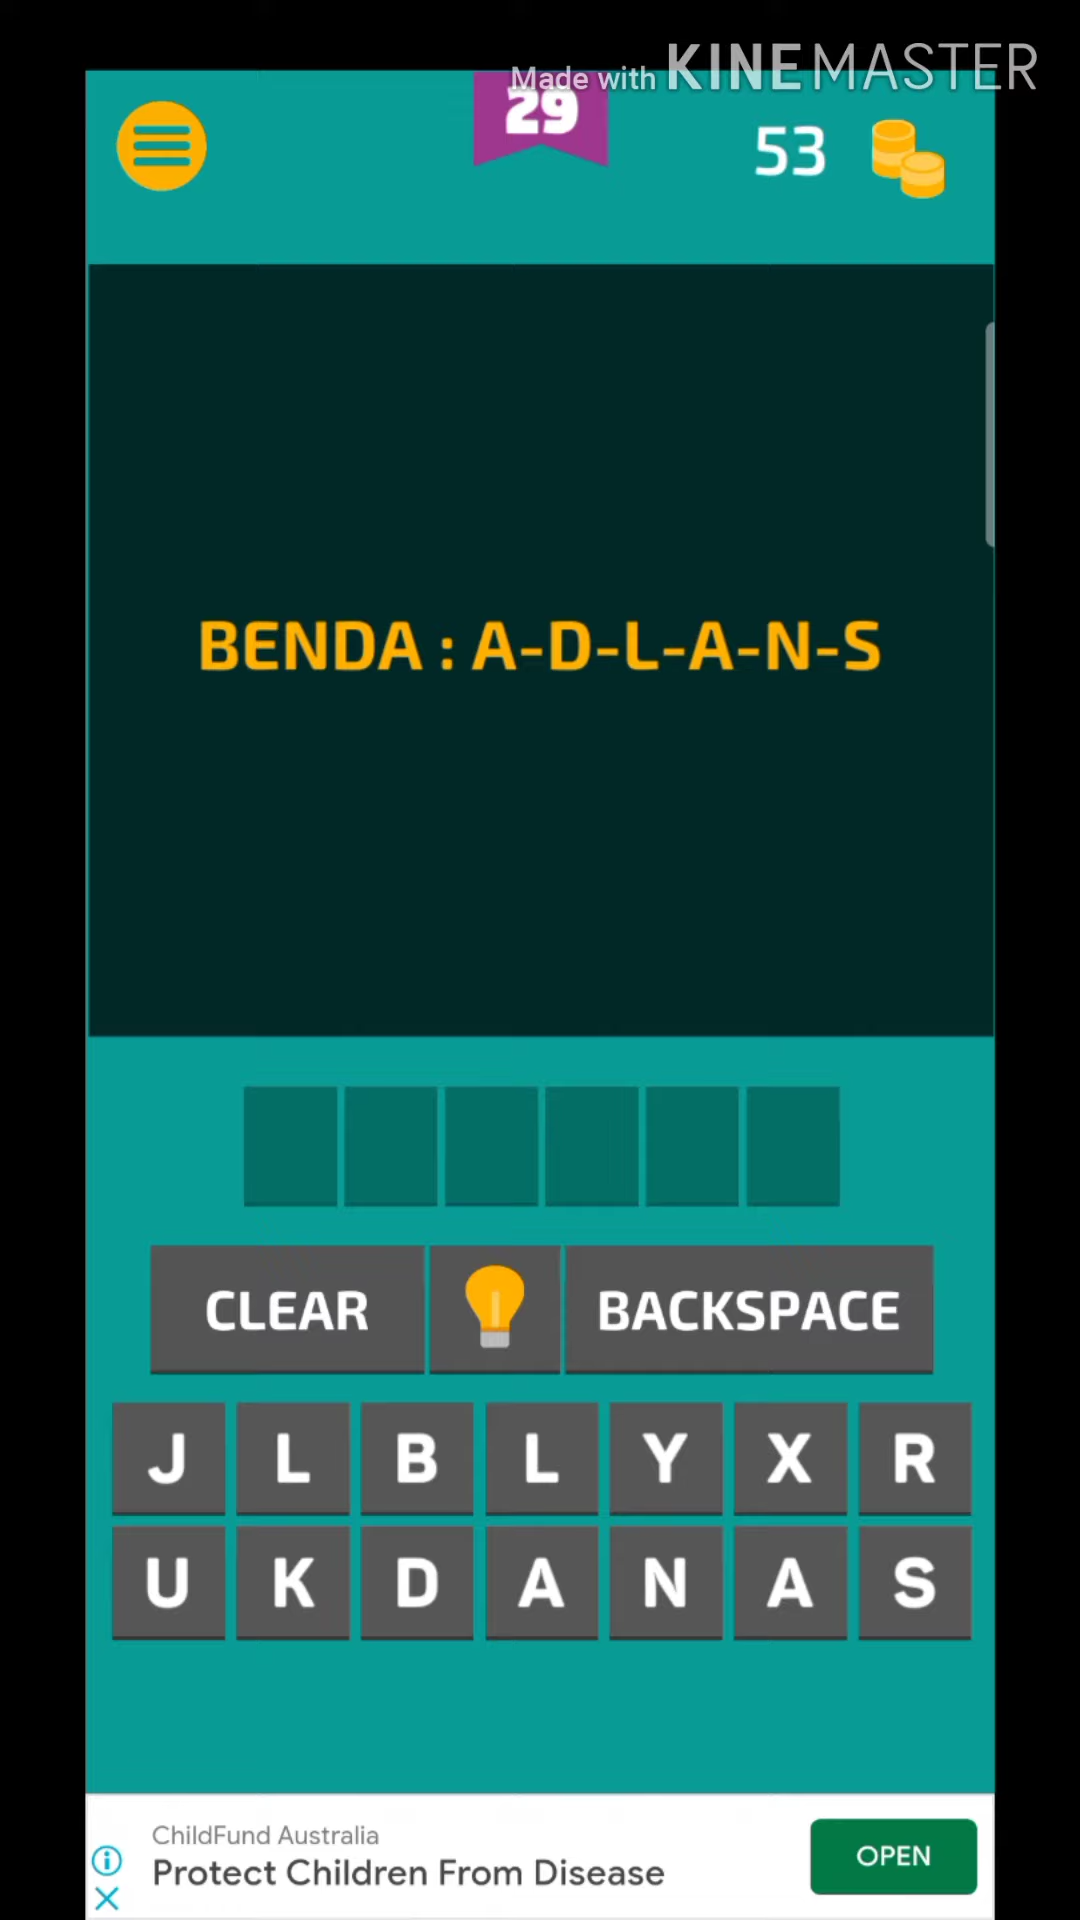 Made with KINEMASTER
29
53
BENDA : A-D-L-A-N-S
CLEAR
BACKSPACE
J L B L Y X R
U K D A N A S
ChildFund Australia
Protect Children From Disease
OPEN